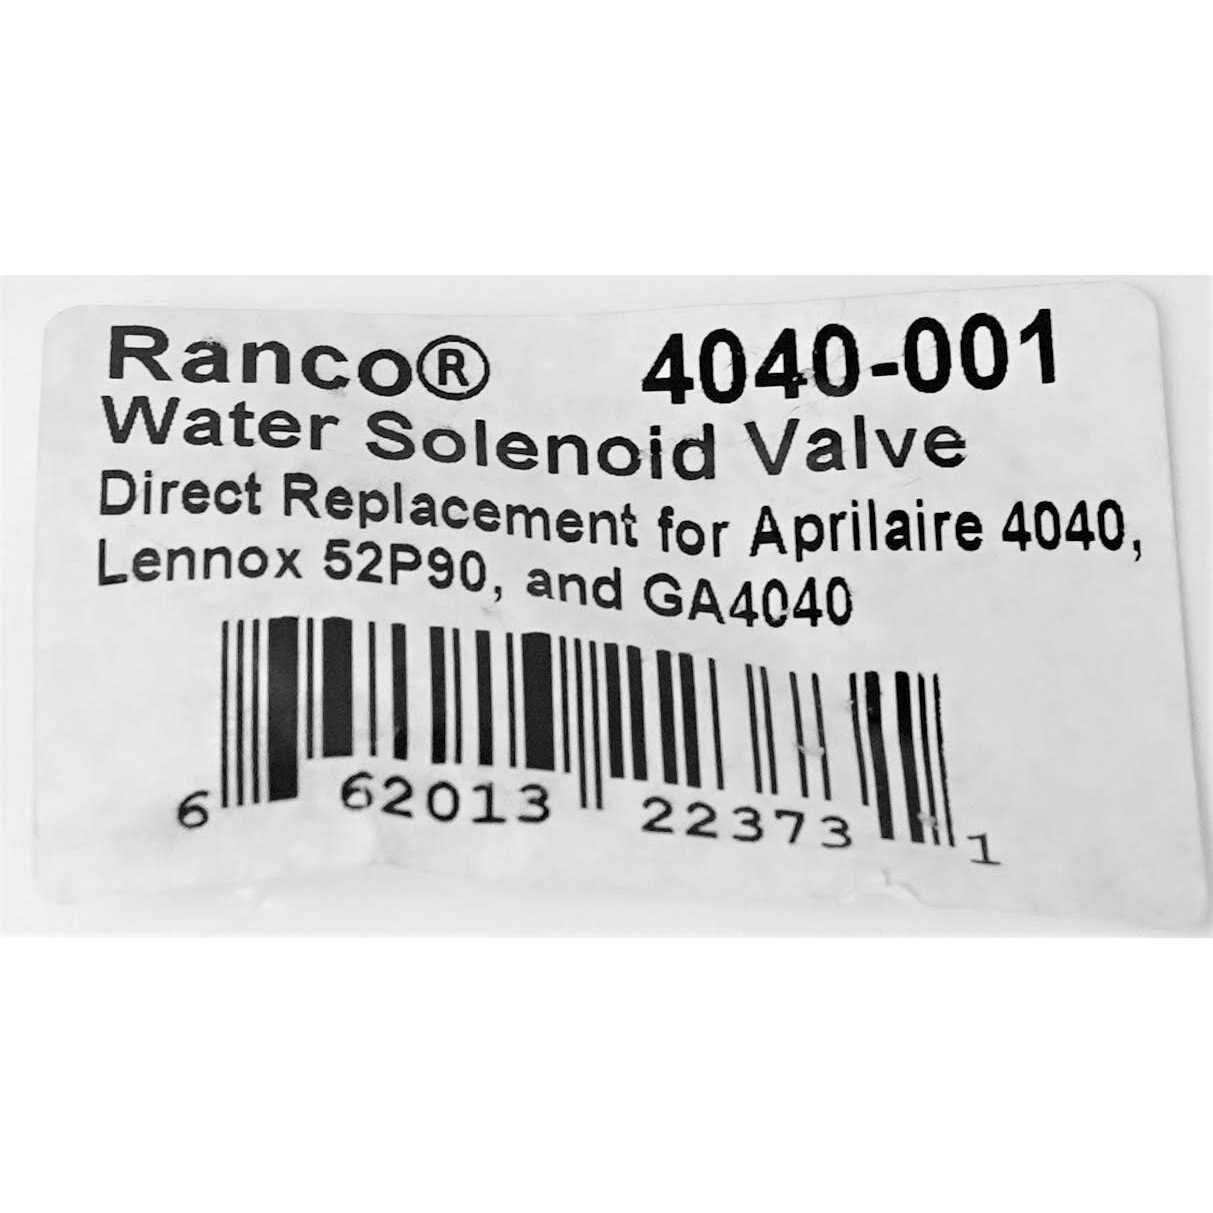 Ranco® 4040-001
Water Solenoid Valve
Direct Replacement for Aprilaire 4040,
Lennox 52P90, and GA4040
6 62013 22373 1